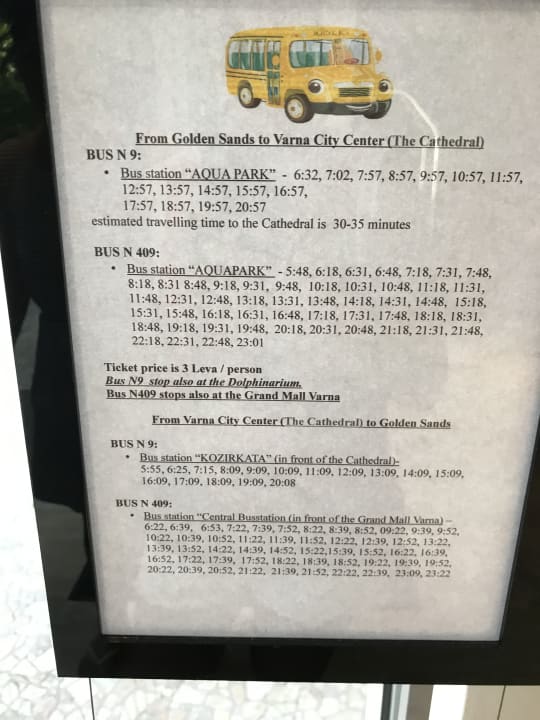 From Golden Sands to Varna City Center (The Cathedral)
BUS N 9:
• Bus station “AQUA PARK” - 6:32, 7:02, 7:57, 8:57, 9:57, 10:57, 11:57,
12:57, 13:57, 14:57, 15:57, 16:57,
17:57, 18:57, 19:57, 20:57
estimated travelling time to the Cathedral is 30-35 minutes
BUS N 409:
• Bus station “AQUAPARK” - 5:48, 6:18, 6:31, 6:48, 7:18, 7:31, 7:48,
8:18, 8:31 8:48, 9:18, 9:31, 9:48, 10:18, 10:31, 10:48, 11:18, 11:31,
11:48, 12:31, 12:48, 13:18, 13:31, 13:48, 14:18, 14:31, 14:48, 15:18,
15:31, 15:48, 16:18, 16:31, 16:48, 17:18, 17:31, 17:48, 18:18, 18:31,
18:48, 19:18, 19:31, 19:48, 20:18, 20:31, 20:48, 21:18, 21:31, 21:48,
22:18, 22:31, 22:48, 23:01
Ticket price is 3 Leva / person
Bus N9 stop also at the Dolphinarium.
Bus N409 stops also at the Grand Mall Varna
From Varna City Center (The Cathedral) to Golden Sands
BUS N 9:
• Bus station “KOZIRKATA” (in front of the Cathedral)-
5:55, 6:25, 7:15, 8:09, 9:09, 10:09, 11:09, 12:09, 13:09, 14:09, 15:09,
16:09, 17:09, 18:09, 19:09, 20:08
BUS N 409:
• Bus station “Central Busstation (in front of the Grand Mall Varna) –
6:22, 6:39, 6:53, 7:22, 7:39, 7:52, 8:22, 8:39, 8:52, 09:22, 9:39, 9:52,
10:22, 10:39, 10:52, 11:22, 11:39, 11:52, 12:22, 12:39, 12:52, 13:22,
13:39, 13:52, 14:22, 14:39, 14:52, 15:22,15:39, 15:52, 16:22, 16:39,
16:52, 17:22, 17:39, 17:52, 18:22, 18:39, 18:52, 19:22, 19:39, 19:52,
20:22, 20:39, 20:52, 21:22, 21:39, 21:52, 22:22, 22:39, 23:09, 23:22